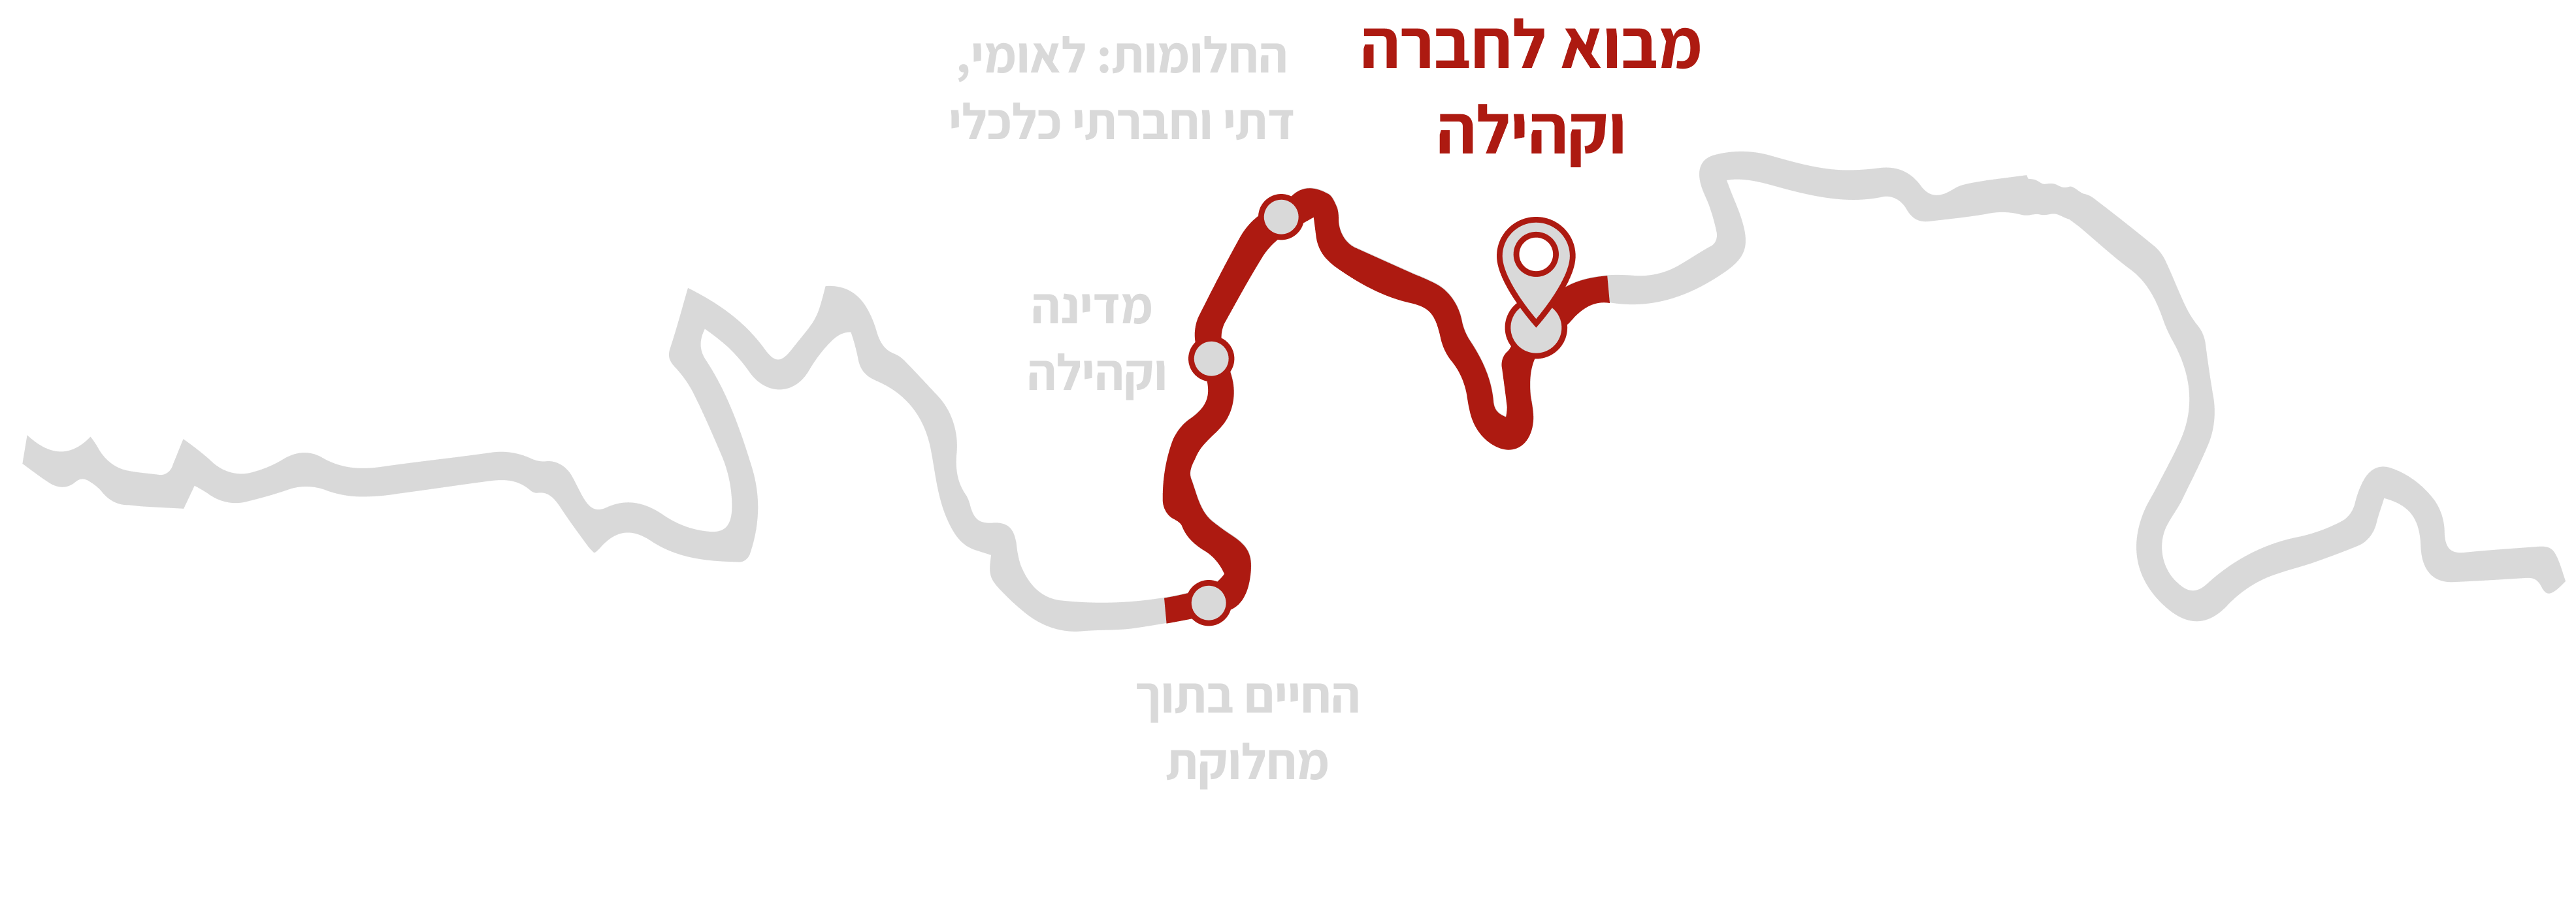 מבוא לחברה
וקהילה
החלומות: לאומי,
דתי וחברתי כלכלי
מדינה
וקהילה
החיים בתוך
מחלוקת